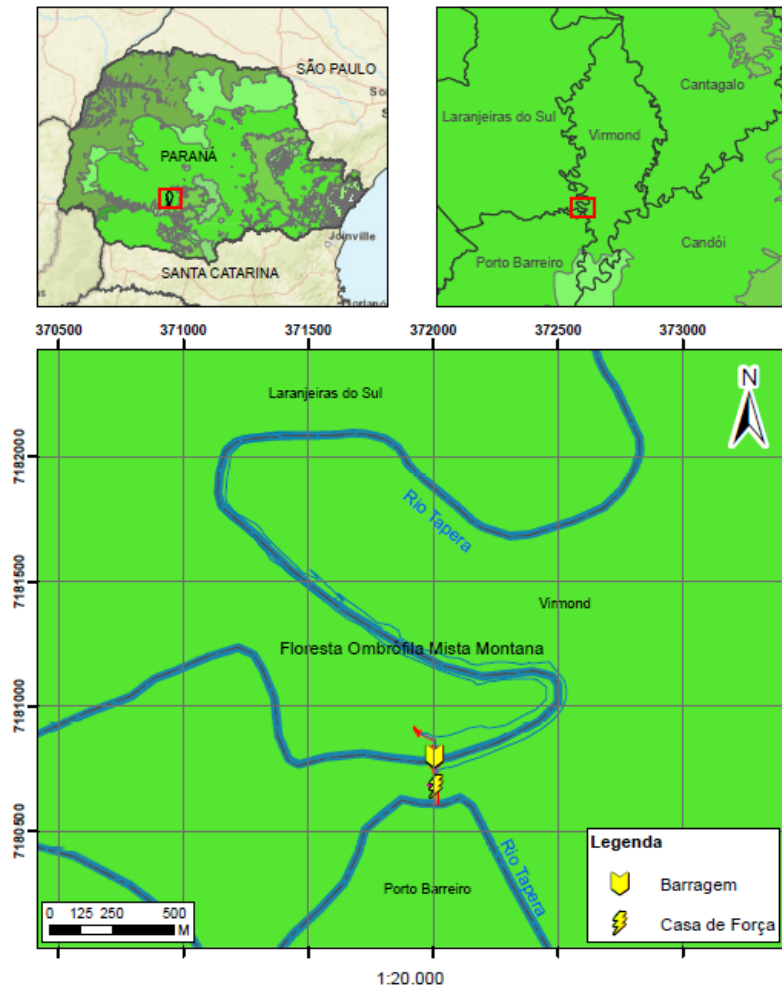 SÃO PAULO
PARANÁ
Joinville
SANTA CATARINA
Cantagalo
Laranjeiras do Sul
Virmond
Candói
Porto Barreiro
370500 371000 371500 372000 372500 373000
Laranjeiras do Sul
N
7182000
Rio Tapera
7181500
Virmond
Floresta Ombrófila Mista Montana
7181000
7180500
Rio Tapera
Porto Barreiro
Legenda
Barragem
Casa de Força
0 125 250 500
M
1:20.000